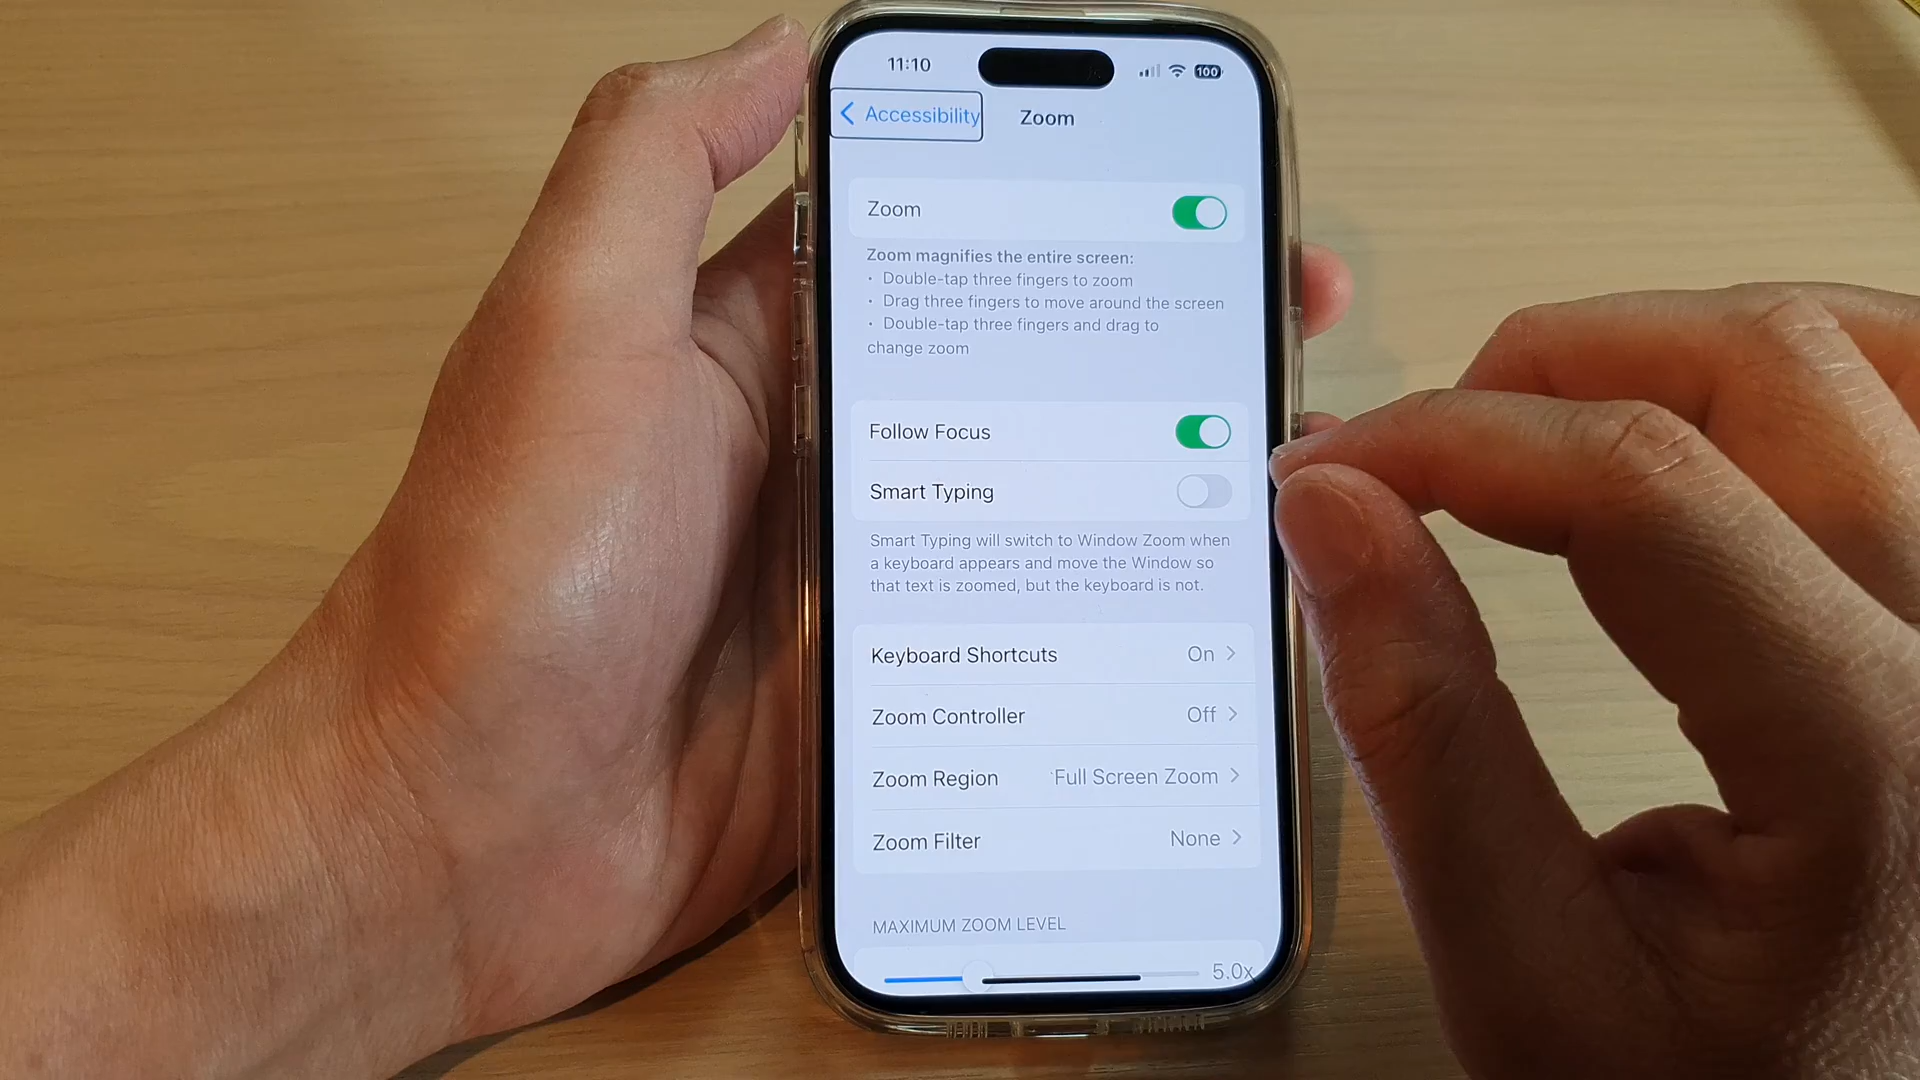 11:10
100
Accessibility
Zoom
Zoom
Zoom magnifies the entire screen:
• Double-tap three fingers to zoom
• Drag three fingers to move around the screen
• Double-tap three fingers and drag to
change zoom
Follow Focus
Smart Typing
Smart Typing will switch to Window Zoom when
a keyboard appears and move the Window so
that text is zoomed, but the keyboard is not.
Keyboard Shortcuts On
Zoom Controller Off
Zoom Region Full Screen Zoom
Zoom Filter None
MAXIMUM ZOOM LEVEL
5.0x